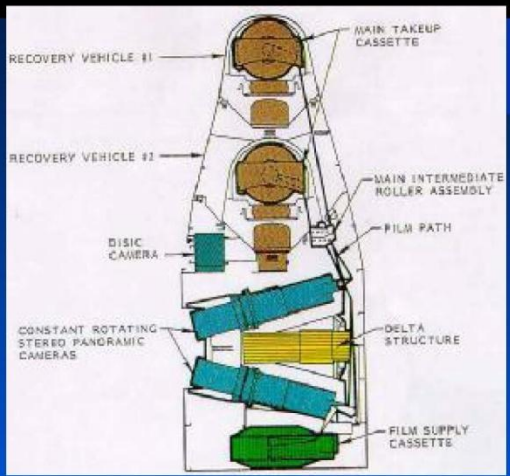 MAIN TAKEUP
CASSETTE
RECOVERY VEHICLE #1
RECOVERY VEHICLE #2
MAIN INTERMEDIATE
ROLLER ASSEMBLY
FILM PATH
DISIC
CAMERA
CONSTANT ROTATING
STEREO PANORAMIC
CAMERAS
DELTA
STRUCTURE
FILM SUPPLY
CASSETTE